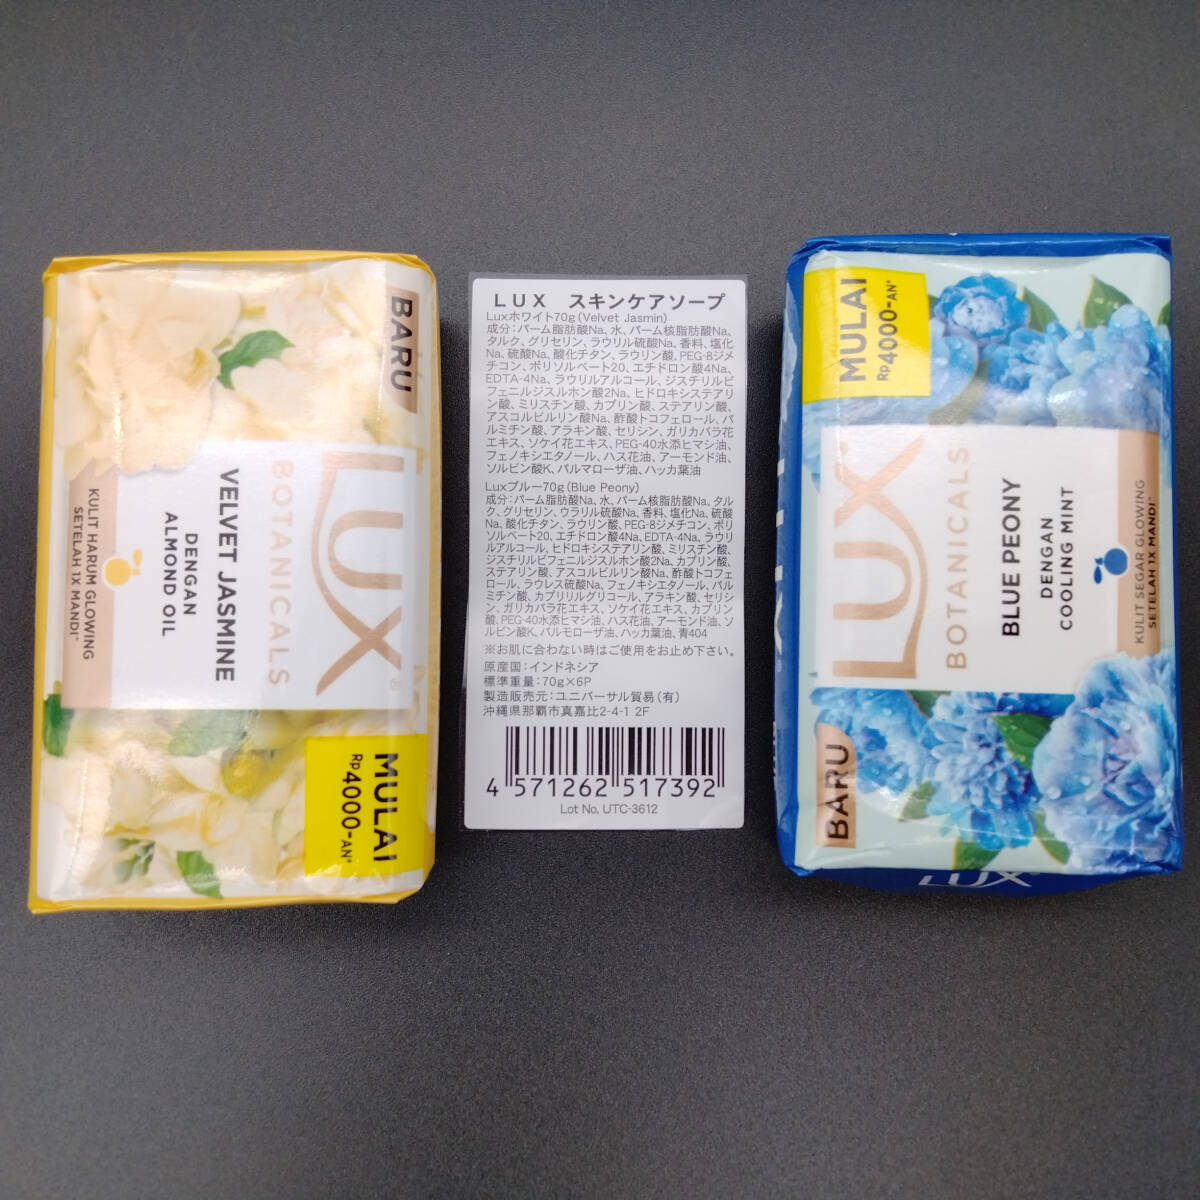 BARU
LUX
BOTANICALS
VELVET JASMINE
DENGAN
ALMOND OIL
KULIT HARUM GLOWING
SETELAH 1X MANDI*
MULAI
Rp4000-AN*
LUX スキンケアソープ
Luxホワイト70g(Velvet Jasmin)
成分:パーム脂肪酸Na、水、パーム核脂肪酸Na、
タルク、グリセリン、ラウリル硫酸Na、香料、塩化
Na、硫酸Na、酸化チタン、ラウリン酸、PEG-8ジメ
チコン、ポリソルベート20、エチドロン酸4Na、
EDTA-4Na、ラウリルアルコール、ジスチリルビ
フェニルジスルホン酸2Na、ヒドロキシステアリン
酸、ミリスチン酸、カプリン酸、ステアリン酸、
アスコルビルリン酸Na、酢酸トコフェロール、パ
ルミチン酸、アラキン酸、セリシン、ガリカバラ花
エキス、ソケイ花エキス、PEG-40水添ヒマシ油、
フェノキシエタノール、ハス花油、アーモンド油、
ソルビン酸K、パルマローザ油、ハッカ葉油
Luxブルー70g(Blue Peony)
成分:パーム脂肪酸Na、水、パーム核脂肪酸Na、タル
ク、グリセリン、ウラリル硫酸Na、香料、塩化Na、硫酸
Na、酸化チタン、ラウリン酸、PEG-8ジメチコン、ポリ
ソルベート20、エチドロン酸4Na、EDTA-4Na、ラウリ
ルアルコール、ヒドロキシステアリン酸、ミリスチン酸、
ジスチリルビフェニルジスルホン酸2Na、カプリン酸、
ステアリン酸、アスコルビルリン酸Na、酢酸トコフェ
ロール、ラウレス硫酸Na、フェノキシエタノール、パル
ミチン酸、カプリリルグリコール、アラキン酸、セリシ
ン、ガリカバラ花エキス、ソケイ花エキス、カプリン
酸、PEG-40水添ヒマシ油、ハス花油、アーモンド油、ソ
ルビン酸K、パルモローザ油、ハッカ葉油、青404
※お肌に合わない時はご使用をお止め下さい。
原産国:インドネシア
標準重量:70g×6P
製造販売元:ユニバーサル貿易(有)
沖縄県那覇市真嘉比2-4-1 2F
4 571262 517392
Lot No. UTC-3612
MULAI
Rp4000-AN*
LUX
BOTANICALS
BLUE PEONY
DENGAN
COOLING MINT
KULIT SEGAR GLOWING
SETELAH 1X MANDI*
BARU
LUX